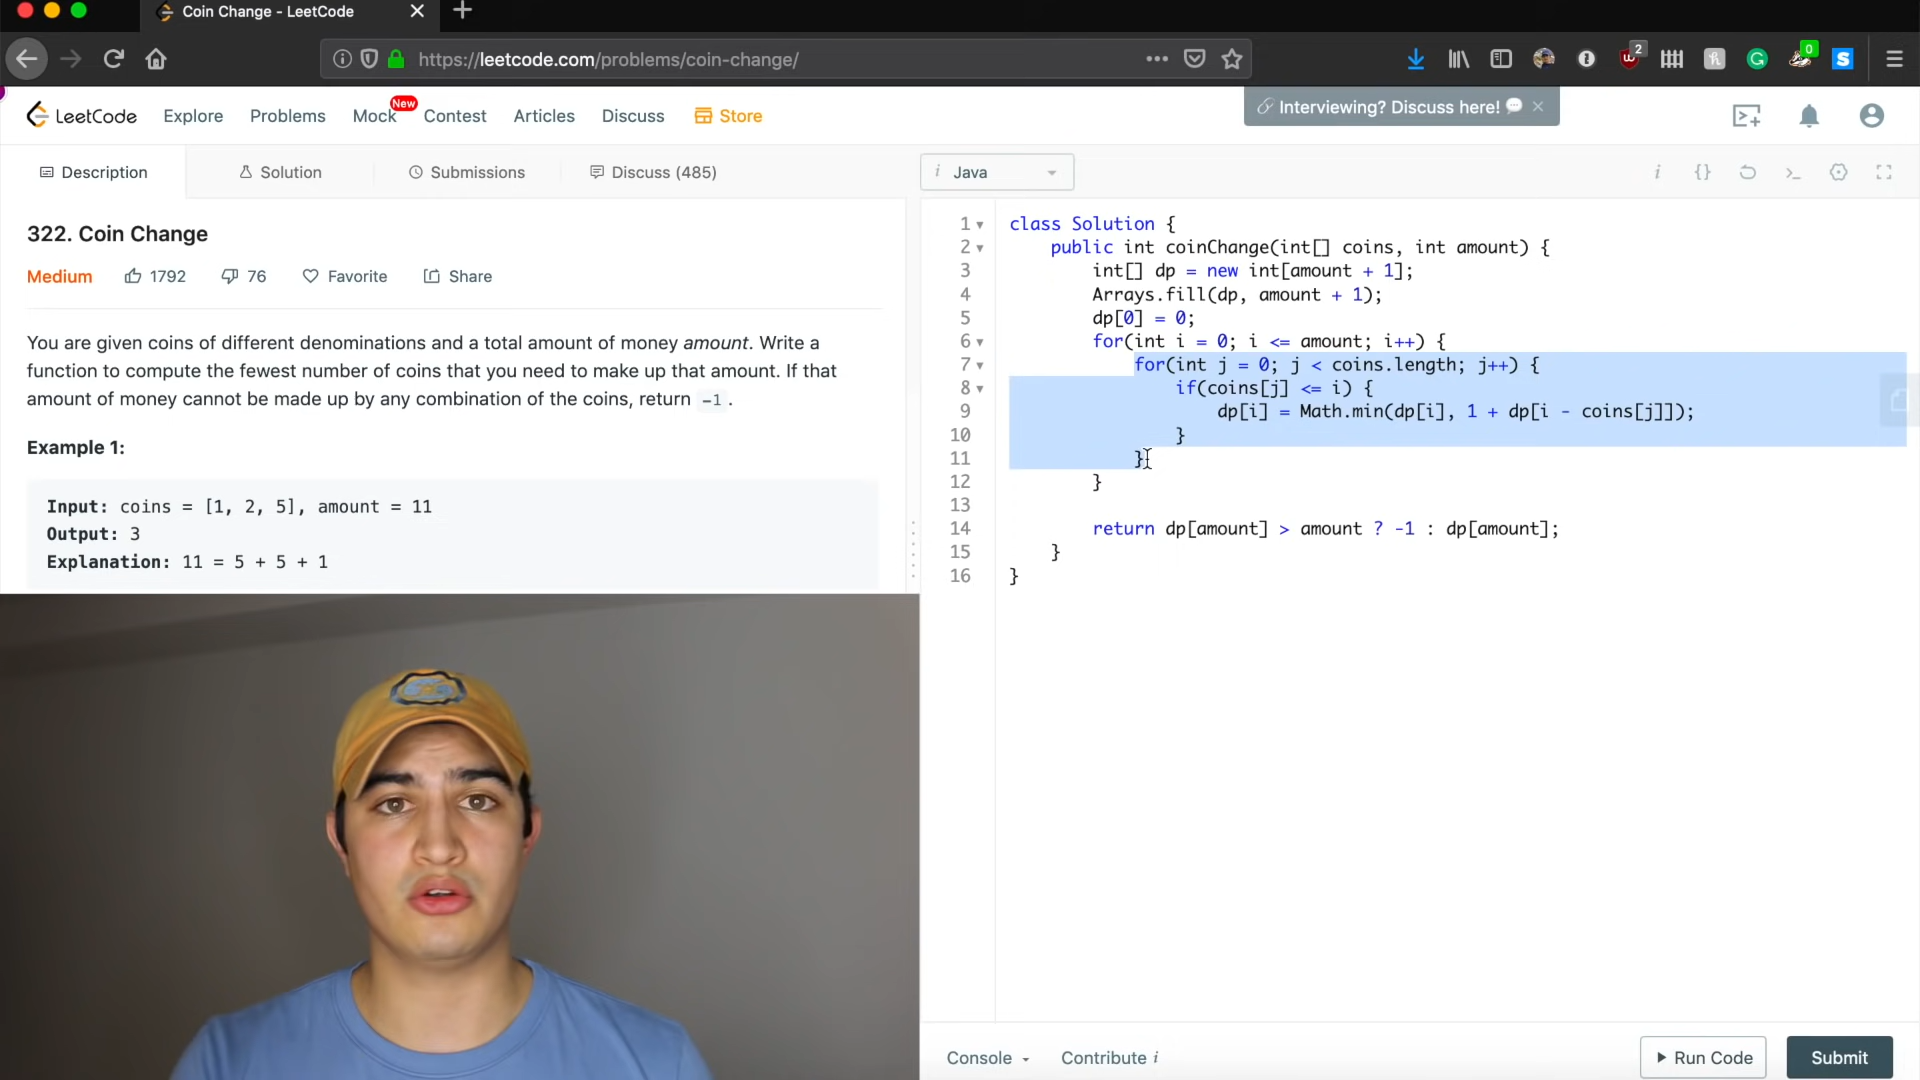 Coin Change - LeetCode
https://leetcode.com/problems/coin-change/
2
0
LeetCode
Explore
Problems
Mock
New
Contest
Articles
Discuss
Store
Interviewing? Discuss here!
Description
Solution
Submissions
Discuss (485)
i Java
322. Coin Change
Medium
1792
76
Favorite
Share
You are given coins of different denominations and a total amount of money amount. Write a
function to compute the fewest number of coins that you need to make up that amount. If that
amount of money cannot be made up by any combination of the coins, return -1 .
Example 1:
Input: coins = [1, 2, 5], amount = 11
Output: 3
Explanation: 11 = 5 + 5 + 1
1 class Solution {
2 public int coinChange(int[] coins, int amount) {
3 int[] dp = new int[amount + 1];
4 Arrays.fill(dp, amount + 1);
5 dp[0] = 0;
6 for(int i = 0; i <= amount; i++) {
7 for(int j = 0; j < coins.length; j++) {
8 if(coins[j] <= i) {
9 dp[i] = Math.min(dp[i], 1 + dp[i - coins[j]]);
10 }
11 }
12 }
13
14 return dp[amount] > amount ? -1 : dp[amount];
15 }
16 }
Console
Contribute i
Run Code
Submit